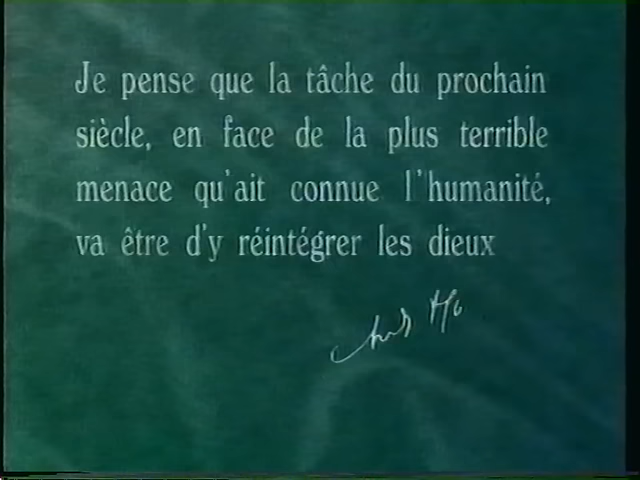 Je pense que la tâche du prochain
siècle, en face de la plus terrible
menace qu'ait connue l'humanité,
va être d'y réintégrer les dieux